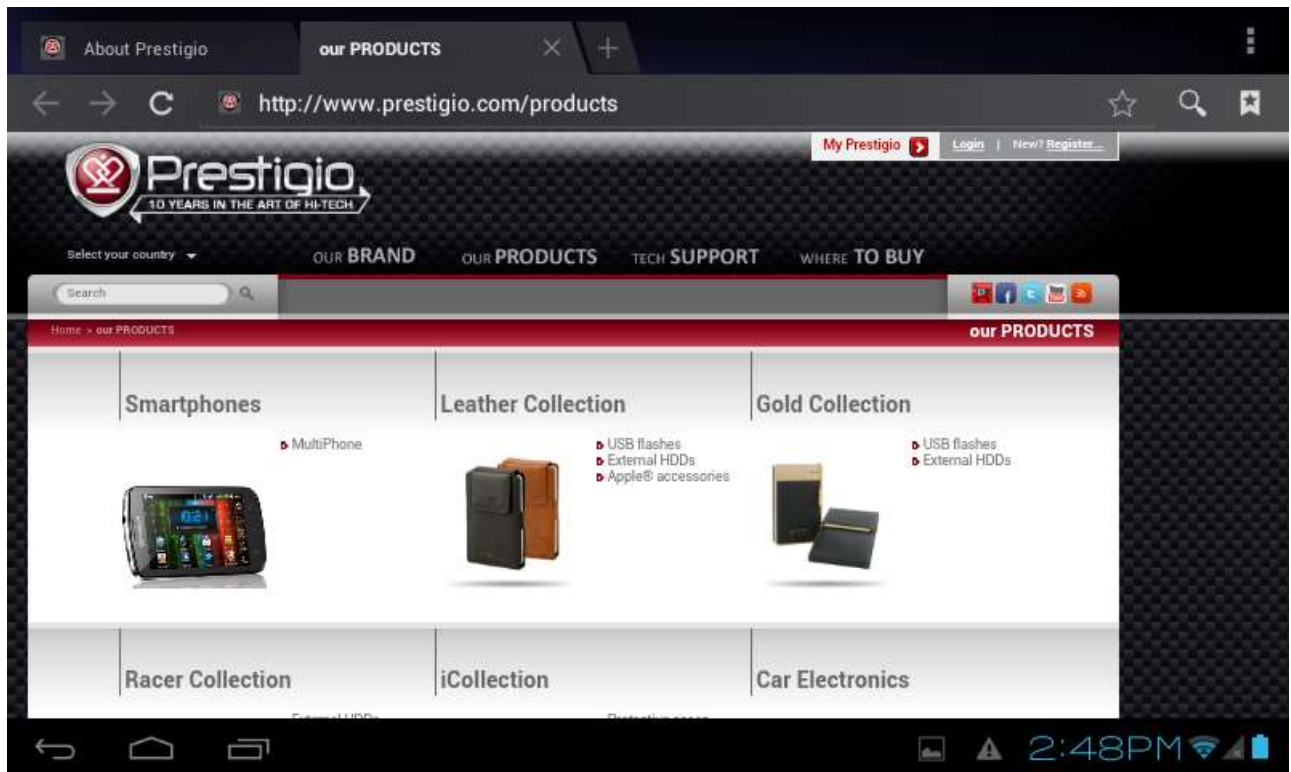 About Prestigio
our PRODUCTS
http://www.prestigio.com/products
My Prestigio
Login | New? Register...
Prestigio
10 YEARS IN THE ART OF HI-TECH
Select your country
OUR BRAND
OUR PRODUCTS
TECH SUPPORT
WHERE TO BUY
Search
Home > our PRODUCTS
our PRODUCTS
Smartphones
MultiPhone
Leather Collection
USB flashes
External HDDs
Apple® accessories
Gold Collection
USB flashes
External HDDs
Racer Collection
iCollection
Car Electronics
2:48PM